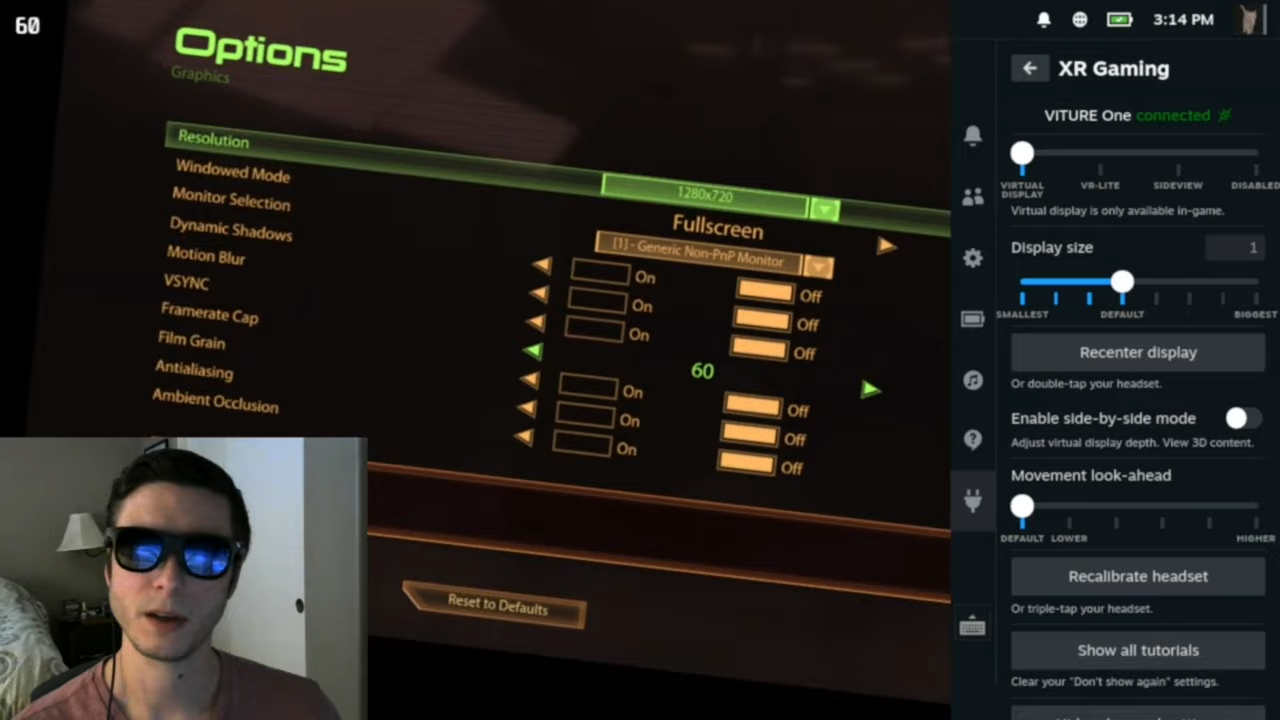 60
Options
Graphics
Resolution
1280x720
Windowed Mode
Fullscreen
Monitor Selection
[1] - Generic Non-PnP Monitor
Dynamic Shadows
On Off
Motion Blur
On Off
VSYNC
On Off
Framerate Cap
60
Film Grain
On Off
Antialiasing
On Off
Ambient Occlusion
On Off
Reset to Defaults
3:14 PM
XR Gaming
VITURE One connected
VIRTUAL DISPLAY VR-LITE SIDEVIEW DISABLED
Virtual display is only available in-game.
Display size 1
SMALLEST DEFAULT BIGGEST
Recenter display
Or double-tap your headset.
Enable side-by-side mode
Adjust virtual display depth. View 3D content.
Movement look-ahead
DEFAULT LOWER HIGHER
Recalibrate headset
Or triple-tap your headset.
Show all tutorials
Clear your "Don't show again" settings.